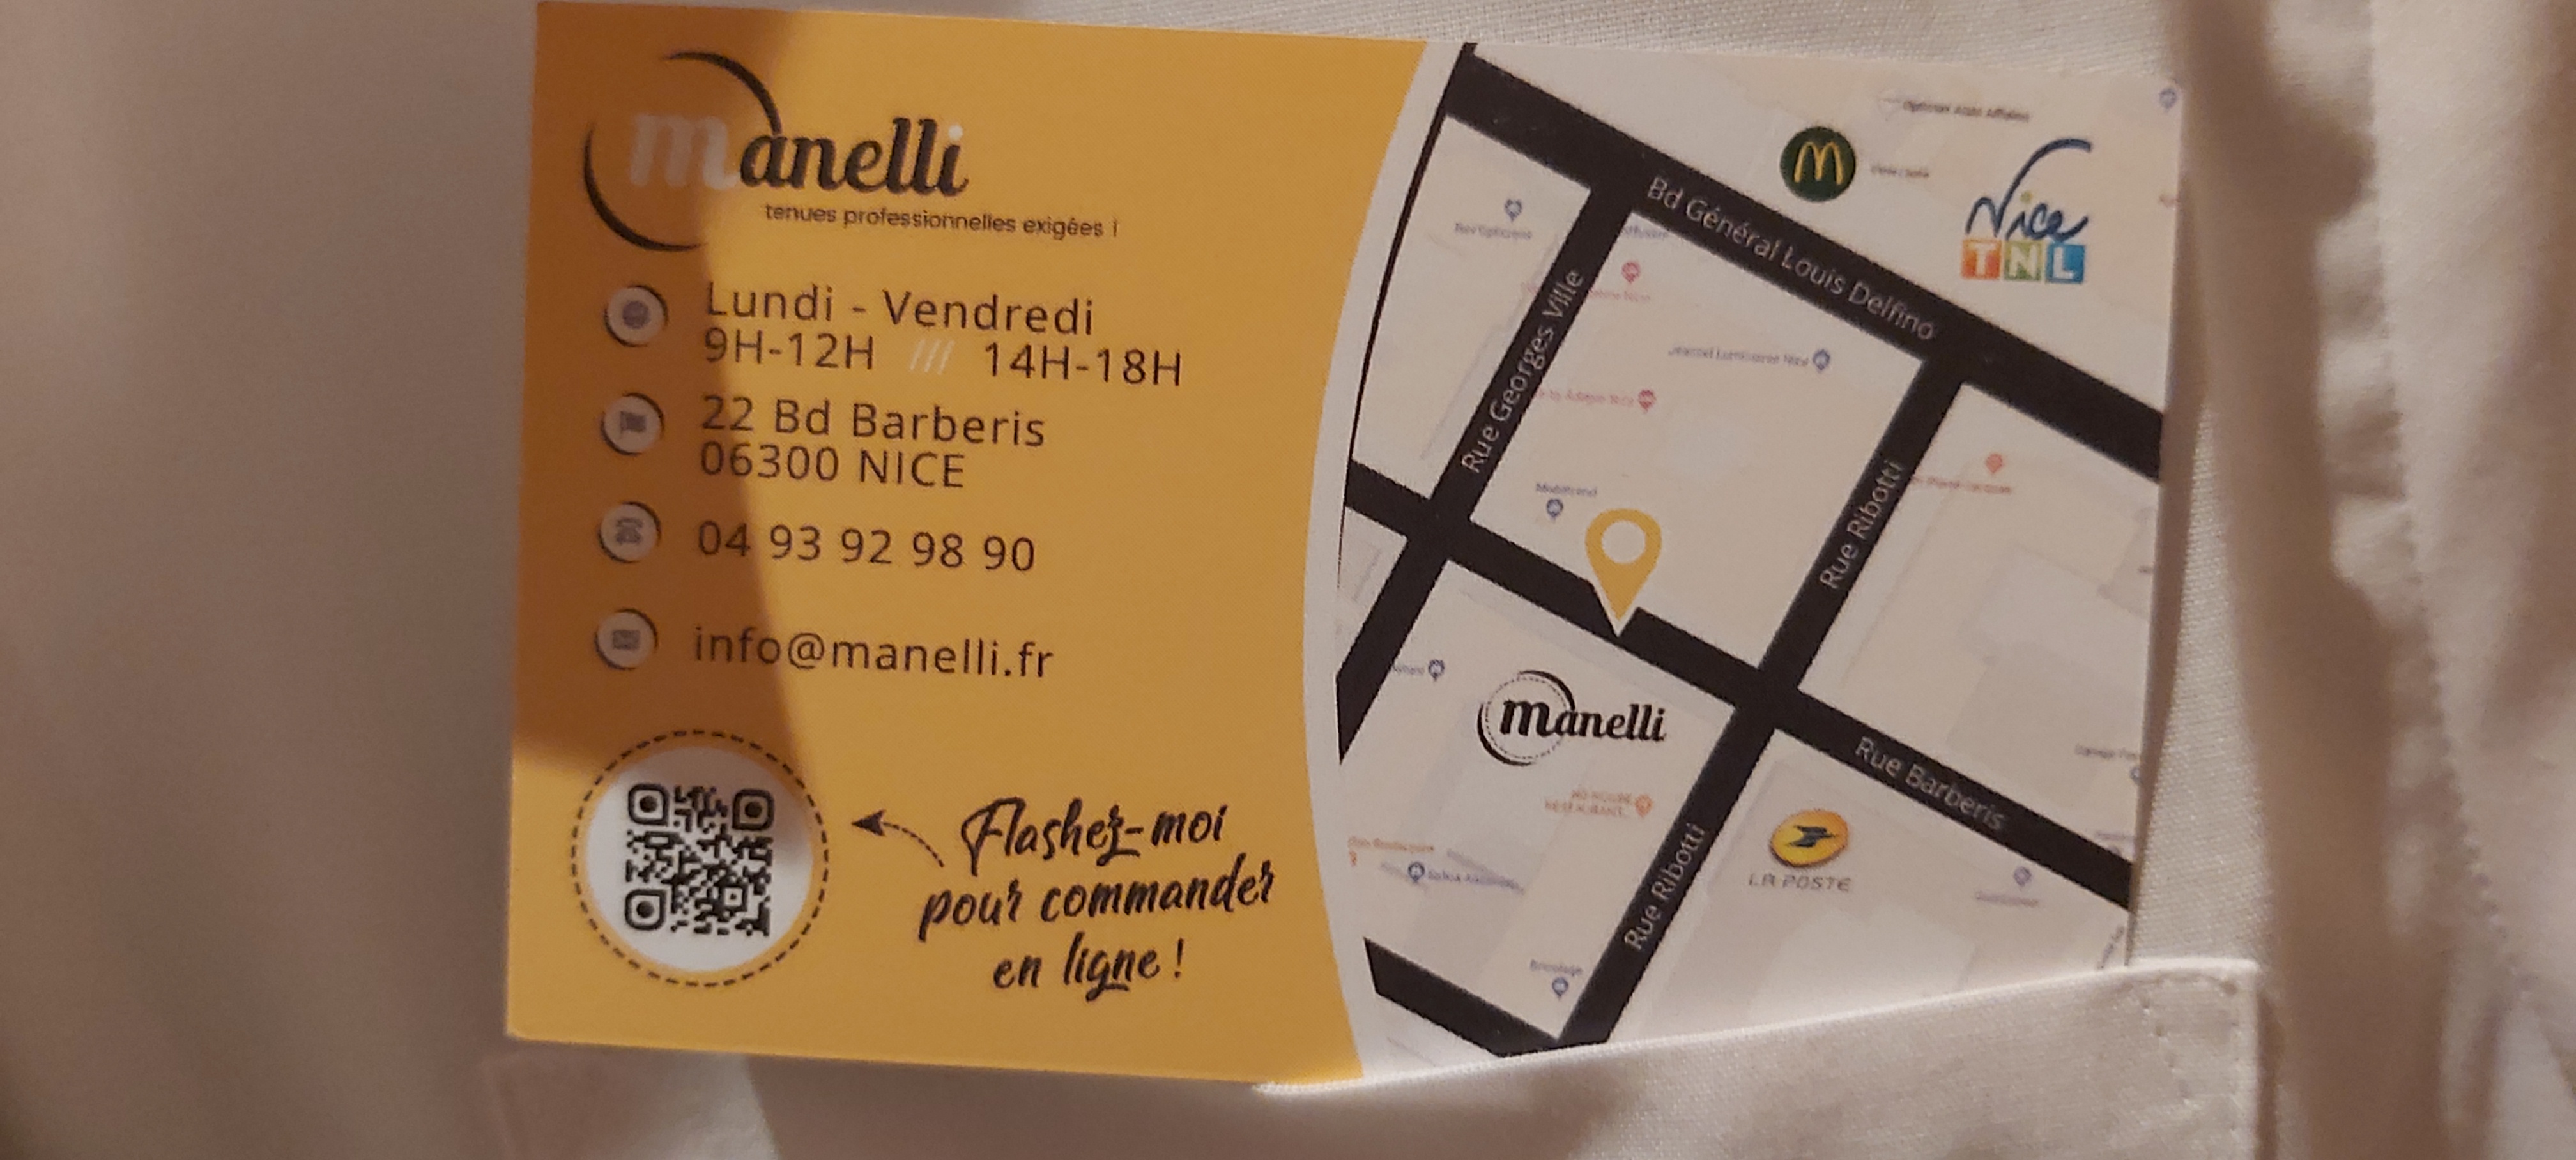 manelli
tenues professionnelles exigées !
Lundi - Vendredi
9H-12H /// 14H-18H
22 Bd Barberis
06300 NICE
04 93 92 98 90
info@manelli.fr
Flashez-moi
pour commander
en ligne !
Bd Général Louis Delfino
Nice
TNL
Rue Georges Ville
Rue Ribotti
manelli
Rue Barberis
LA POSTE
Rue Ribotti
Bricolage